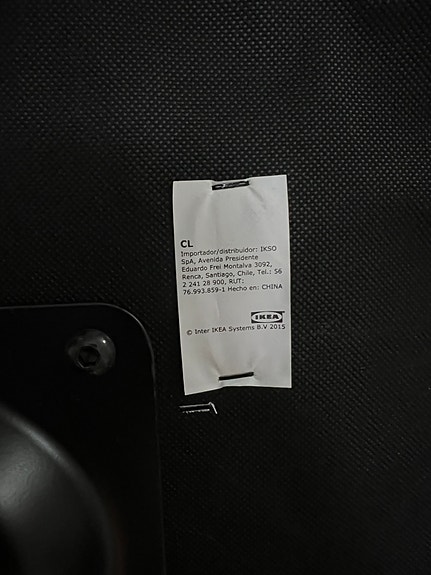 CL
Importador/distribuidor: IKSO
SpA, Avenida Presidente
Eduardo Frei Montalva 3092,
Renca, Santiago, Chile, Tel.: 56
2 241 28 900, RUT:
76.993.859-1 Hecho en: CHINA
IKEA
© Inter IKEA Systems B.V 2015